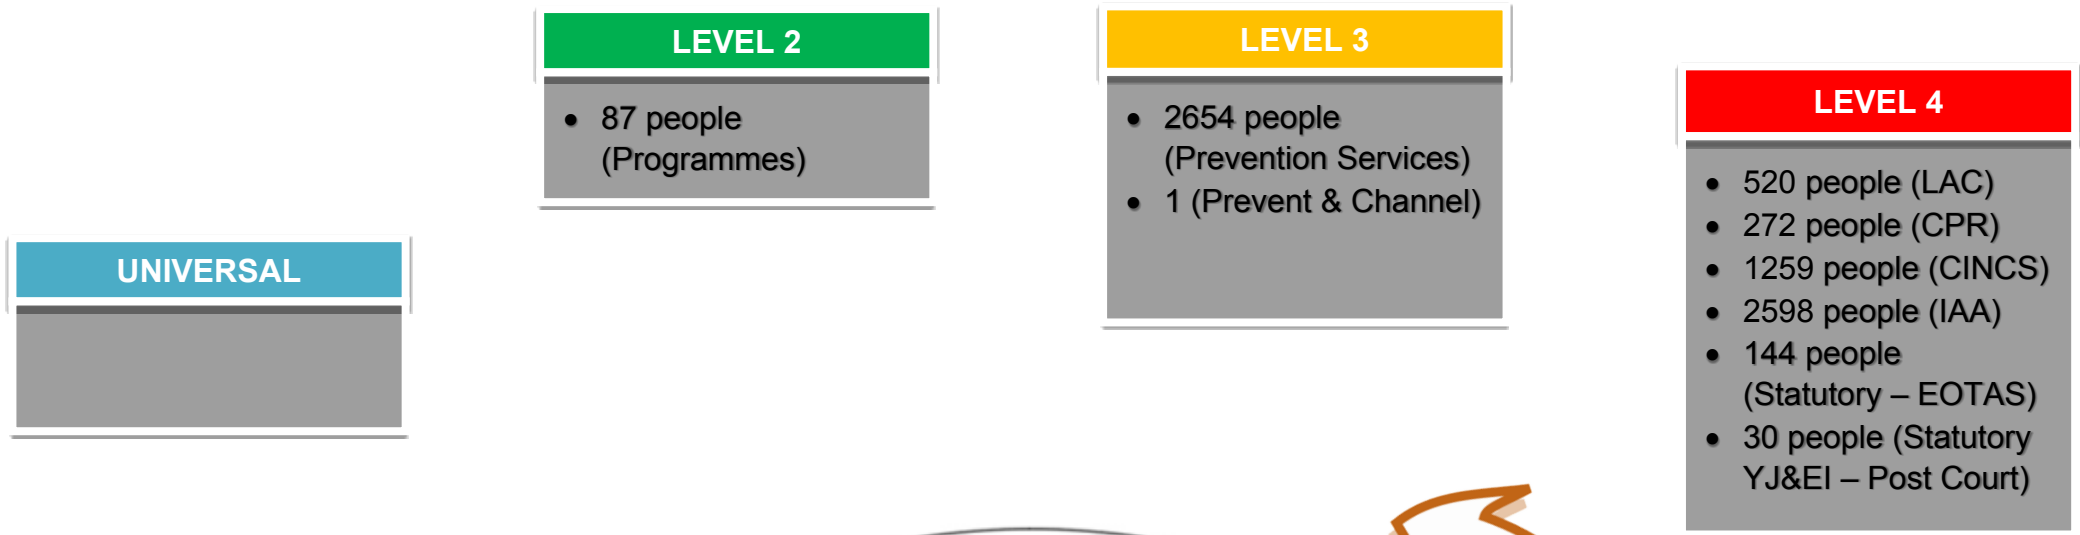 UNIVERSAL
LEVEL 2
• 87 people
(Programmes)
LEVEL 3
• 2654 people
(Prevention Services)
• 1 (Prevent & Channel)
LEVEL 4
• 520 people (LAC)
• 272 people (CPR)
• 1259 people (CINCS)
• 2598 people (IAA)
• 144 people
(Statutory – EOTAS)
• 30 people (Statutory
YJ&EI – Post Court)